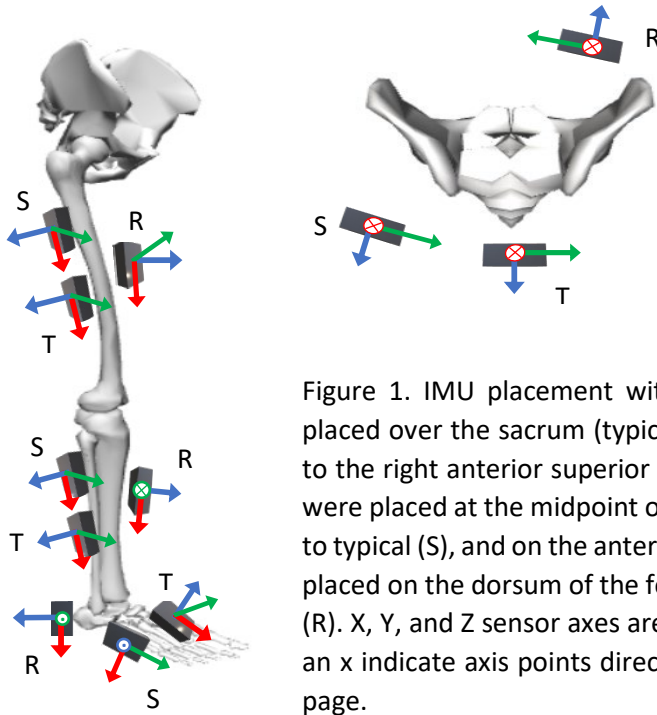 R
S
R
S
T
T
S
R
T
T
R
S
Figure 1. IMU placement wit
placed over the sacrum (typic
to the right anterior superior
were placed at the midpoint o
to typical (S), and on the anter
placed on the dorsum of the f
(R). X, Y, and Z sensor axes are
an x indicate axis points direc
page.